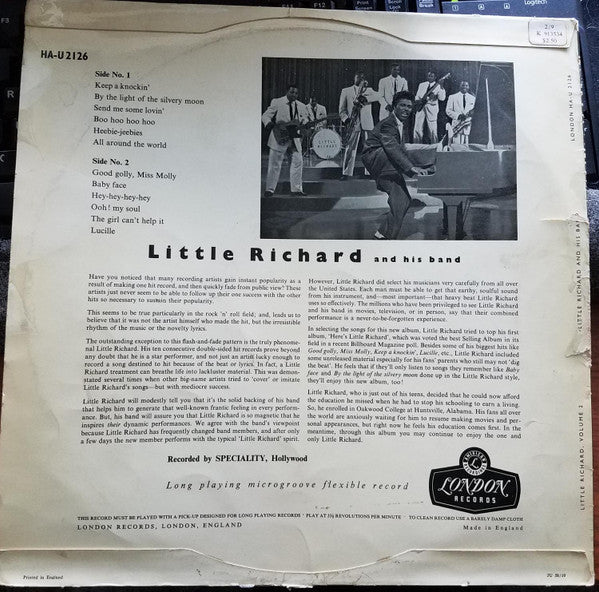 F3
F11
F12
Logitech
2/9
K 913534
$2.50
HA-U 2126
Side No. 1
Keep a knockin'
By the light of the silvery moon
Send me some lovin'
Boo hoo hoo hoo
Heebie-jeebies
All around the world
Side No. 2
Good golly, Miss Molly
Baby face
Hey-hey-hey-hey
Ooh! my soul
The girl can't help it
Lucille
LITTLE
RICHARD
Little Richard and his band
Have you noticed that many recording artists gain instant popularity as a
result of making one hit record, and then quickly fade from public view? These
artists just never seem to be able to follow up their one success with the other
hits so necessary to sustain their popularity.
This seems to be true particularly in the rock 'n' roll field; and, leads us to
believe that it was not the artist himself who made the hit, but the irresistible
rhythm of the music or the novelty lyrics.
The outstanding exception to this flash-and-fade pattern is the truly phenome-
nal Little Richard. His ten consecutive double-sided hit records prove beyond
any doubt that he is a star performer, and not just an artist lucky enough to
record a song destined to hit because of the beat or lyrics. In fact, a Little
Richard treatment can breathe life into lackluster material. This was demon-
strated several times when other big-name artists tried to 'cover' or imitate
Little Richard's songs—but with mediocre success.
Little Richard will modestly tell you that it's the solid backing of his band
that helps him to generate that well-known frantic feeling in every perform-
ance. But, his band will assure you that Little Richard is so magnetic that he
inspires their dynamic performances. We agree with the band's viewpoint
because Little Richard has frequently changed band members, and after only
a few days the new member performs with the typical 'Little Richard' spirit.
However, Little Richard did select his musicians very carefully from all over
the United States. Each man must be able to get that earthy, soulful sound
from his instrument, and—most important—that heavy beat Little Richard
uses so effectively. The millions who have been privileged to see Little Richard
and his band in movies, television, or in person, say that their combined
performance is a never-to-be-forgotten experience.
In selecting the songs for this new album, Little Richard tried to top his first
album, 'Here's Little Richard', which was voted the best Selling Album in its
field in a recent Billboard Magazine poll. Besides some of his biggest hits like
Good golly, Miss Molly, Keep a knockin', Lucille, etc., Little Richard included
some unreleased material especially for his fans' parents who still may not 'dig
the beat'. He feels that if they'll only listen to songs they remember like Baby
face and By the light of the silvery moon done up in the Little Richard style,
they'll enjoy this new album, too!
Little Richard, who is just out of his teens, decided that he could now afford
the education he missed when he had to stop his schooling to earn a living.
So, he enrolled in Oakwood College at Huntsville, Alabama. His fans all over
the world are anxiously waiting for him to resume making movies and per-
sonal appearances, but right now he feels his education comes first. In the
meantime, through this album you may continue to enjoy the one and
only Little Richard.
Recorded by SPECIALITY, Hollywood
Long playing microgroove flexible record
AMERICAN
RECORDINGS
LONDON
RECORDS
THIS RECORD MUST BE PLAYED WITH A PICK-UP DESIGNED FOR LONG PLAYING RECORDS · PLAY AT 33⅓ REVOLUTIONS PER MINUTE · TO CLEAN RECORD USE A BARELY DAMP CLOTH
LONDON RECORDS, LONDON, ENGLAND
Made in England
Printed in England
LONDON HA-U 2126
LITTLE RICHARD AND HIS BAND
LITTLE RICHARD, VOLUME 2